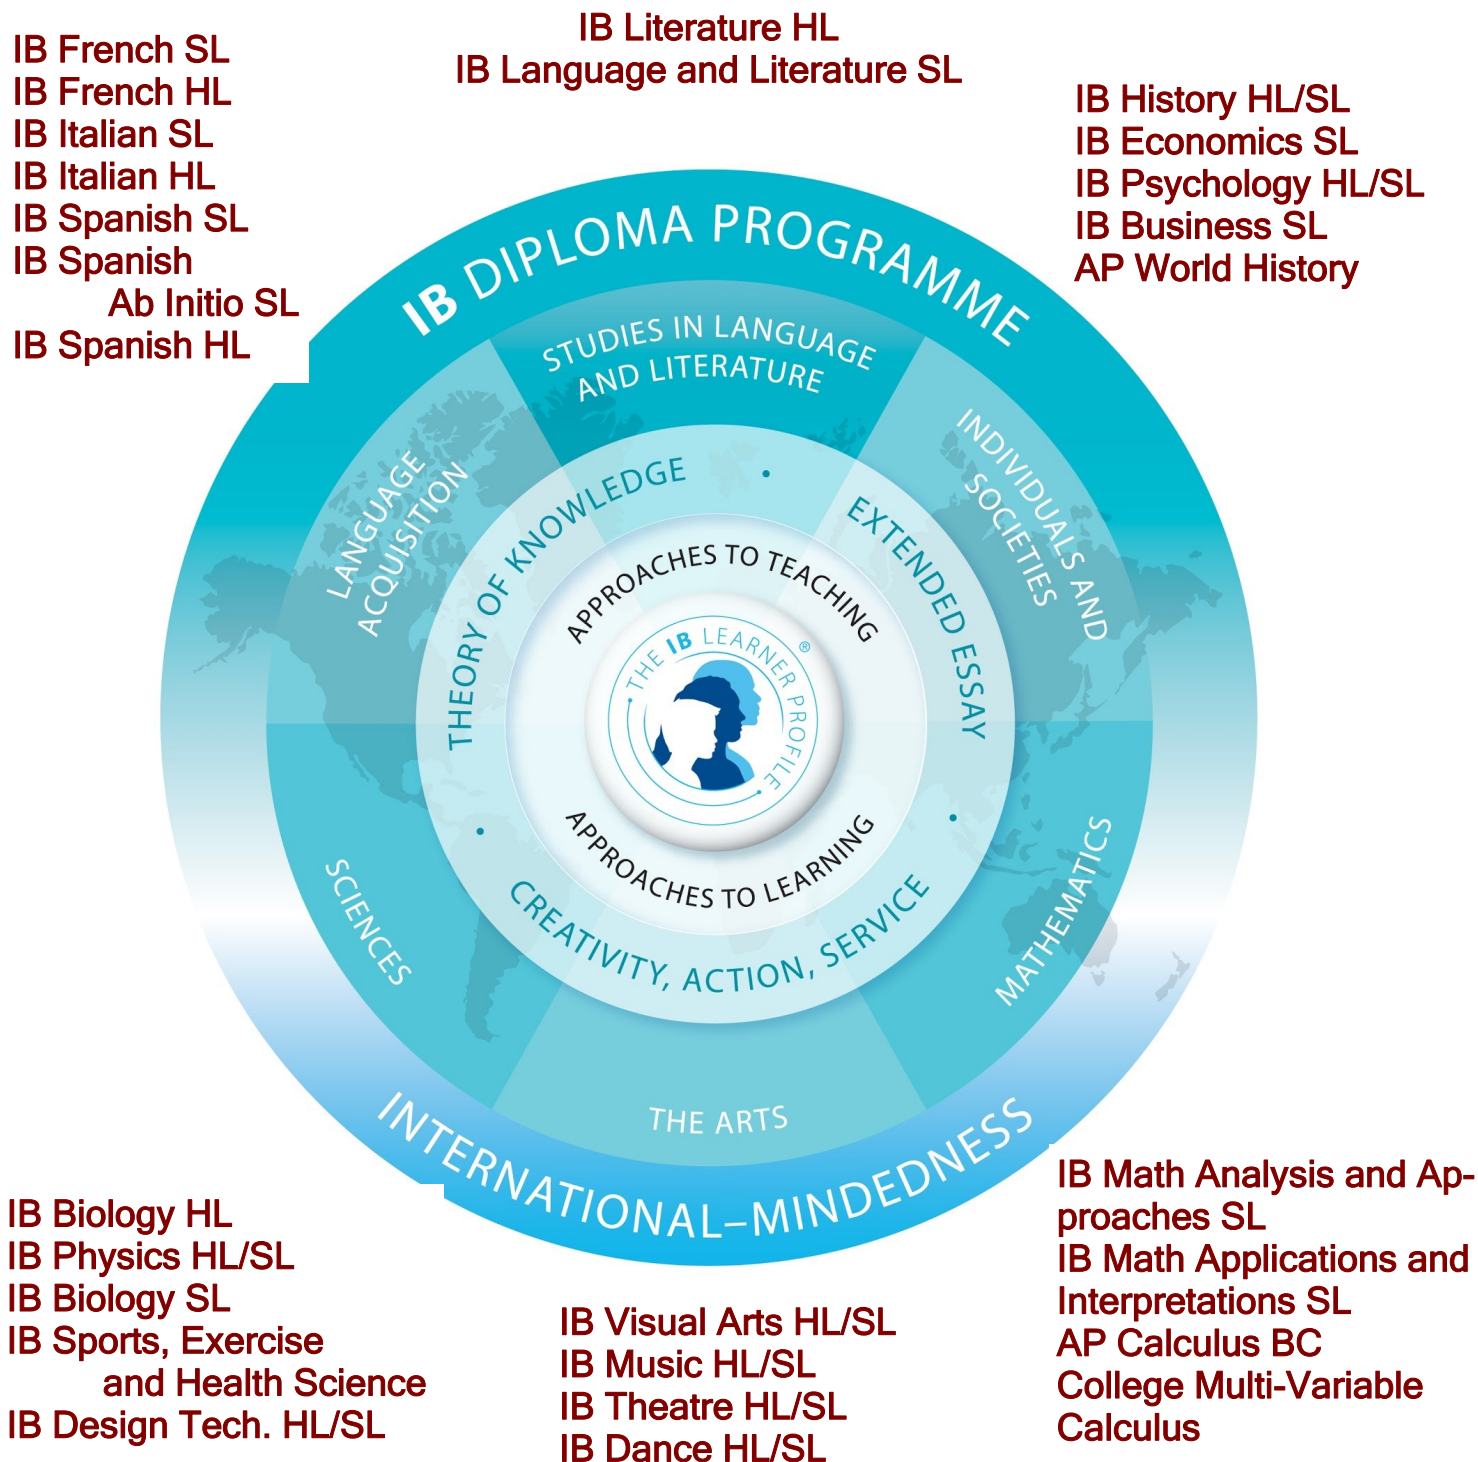 IB French SL
IB French HL
IB Italian SL
IB Italian HL
IB Spanish SL
IB Spanish
Ab Initio SL
IB Spanish HL
IB Literature HL
IB Language and Literature SL
IB History HL/SL
IB Economics SL
IB Psychology HL/SL
IB Business SL
AP World History
IB DIPLOMA PROGRAMME
STUDIES IN LANGUAGE
AND LITERATURE
LANGUAGE
ACQUISITION
INDIVIDUALS AND
SOCIETIES
THEORY OF KNOWLEDGE
EXTENDED ESSAY
APPROACHES TO TEACHING
THE IB LEARNER PROFILE
®
APPROACHES TO LEARNING
CREATIVITY, ACTION, SERVICE
SCIENCES
MATHEMATICS
THE ARTS
INTERNATIONAL–MINDEDNESS
IB Biology HL
IB Physics HL/SL
IB Biology SL
IB Sports, Exercise
and Health Science
IB Design Tech. HL/SL
IB Visual Arts HL/SL
IB Music HL/SL
IB Theatre HL/SL
IB Dance HL/SL
IB Math Analysis and Ap-
proaches SL
IB Math Applications and
Interpretations SL
AP Calculus BC
College Multi-Variable
Calculus